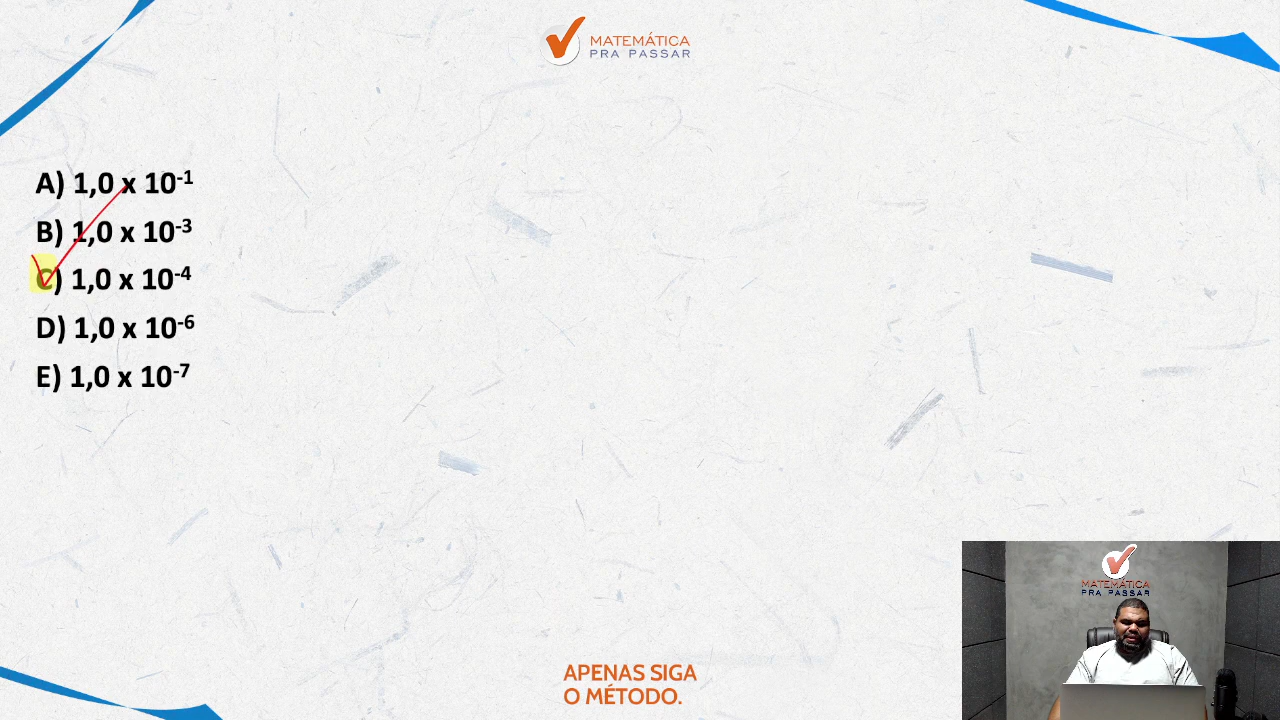 MATEMÁTICA
PRA PASSAR
A) 1,0 x 10⁻¹
B) 1,0 x 10⁻³
C) 1,0 x 10⁻⁴
D) 1,0 x 10⁻⁶
E) 1,0 x 10⁻⁷
MATEMÁTICA
PRA PASSAR
APENAS SIGA
O MÉTODO.